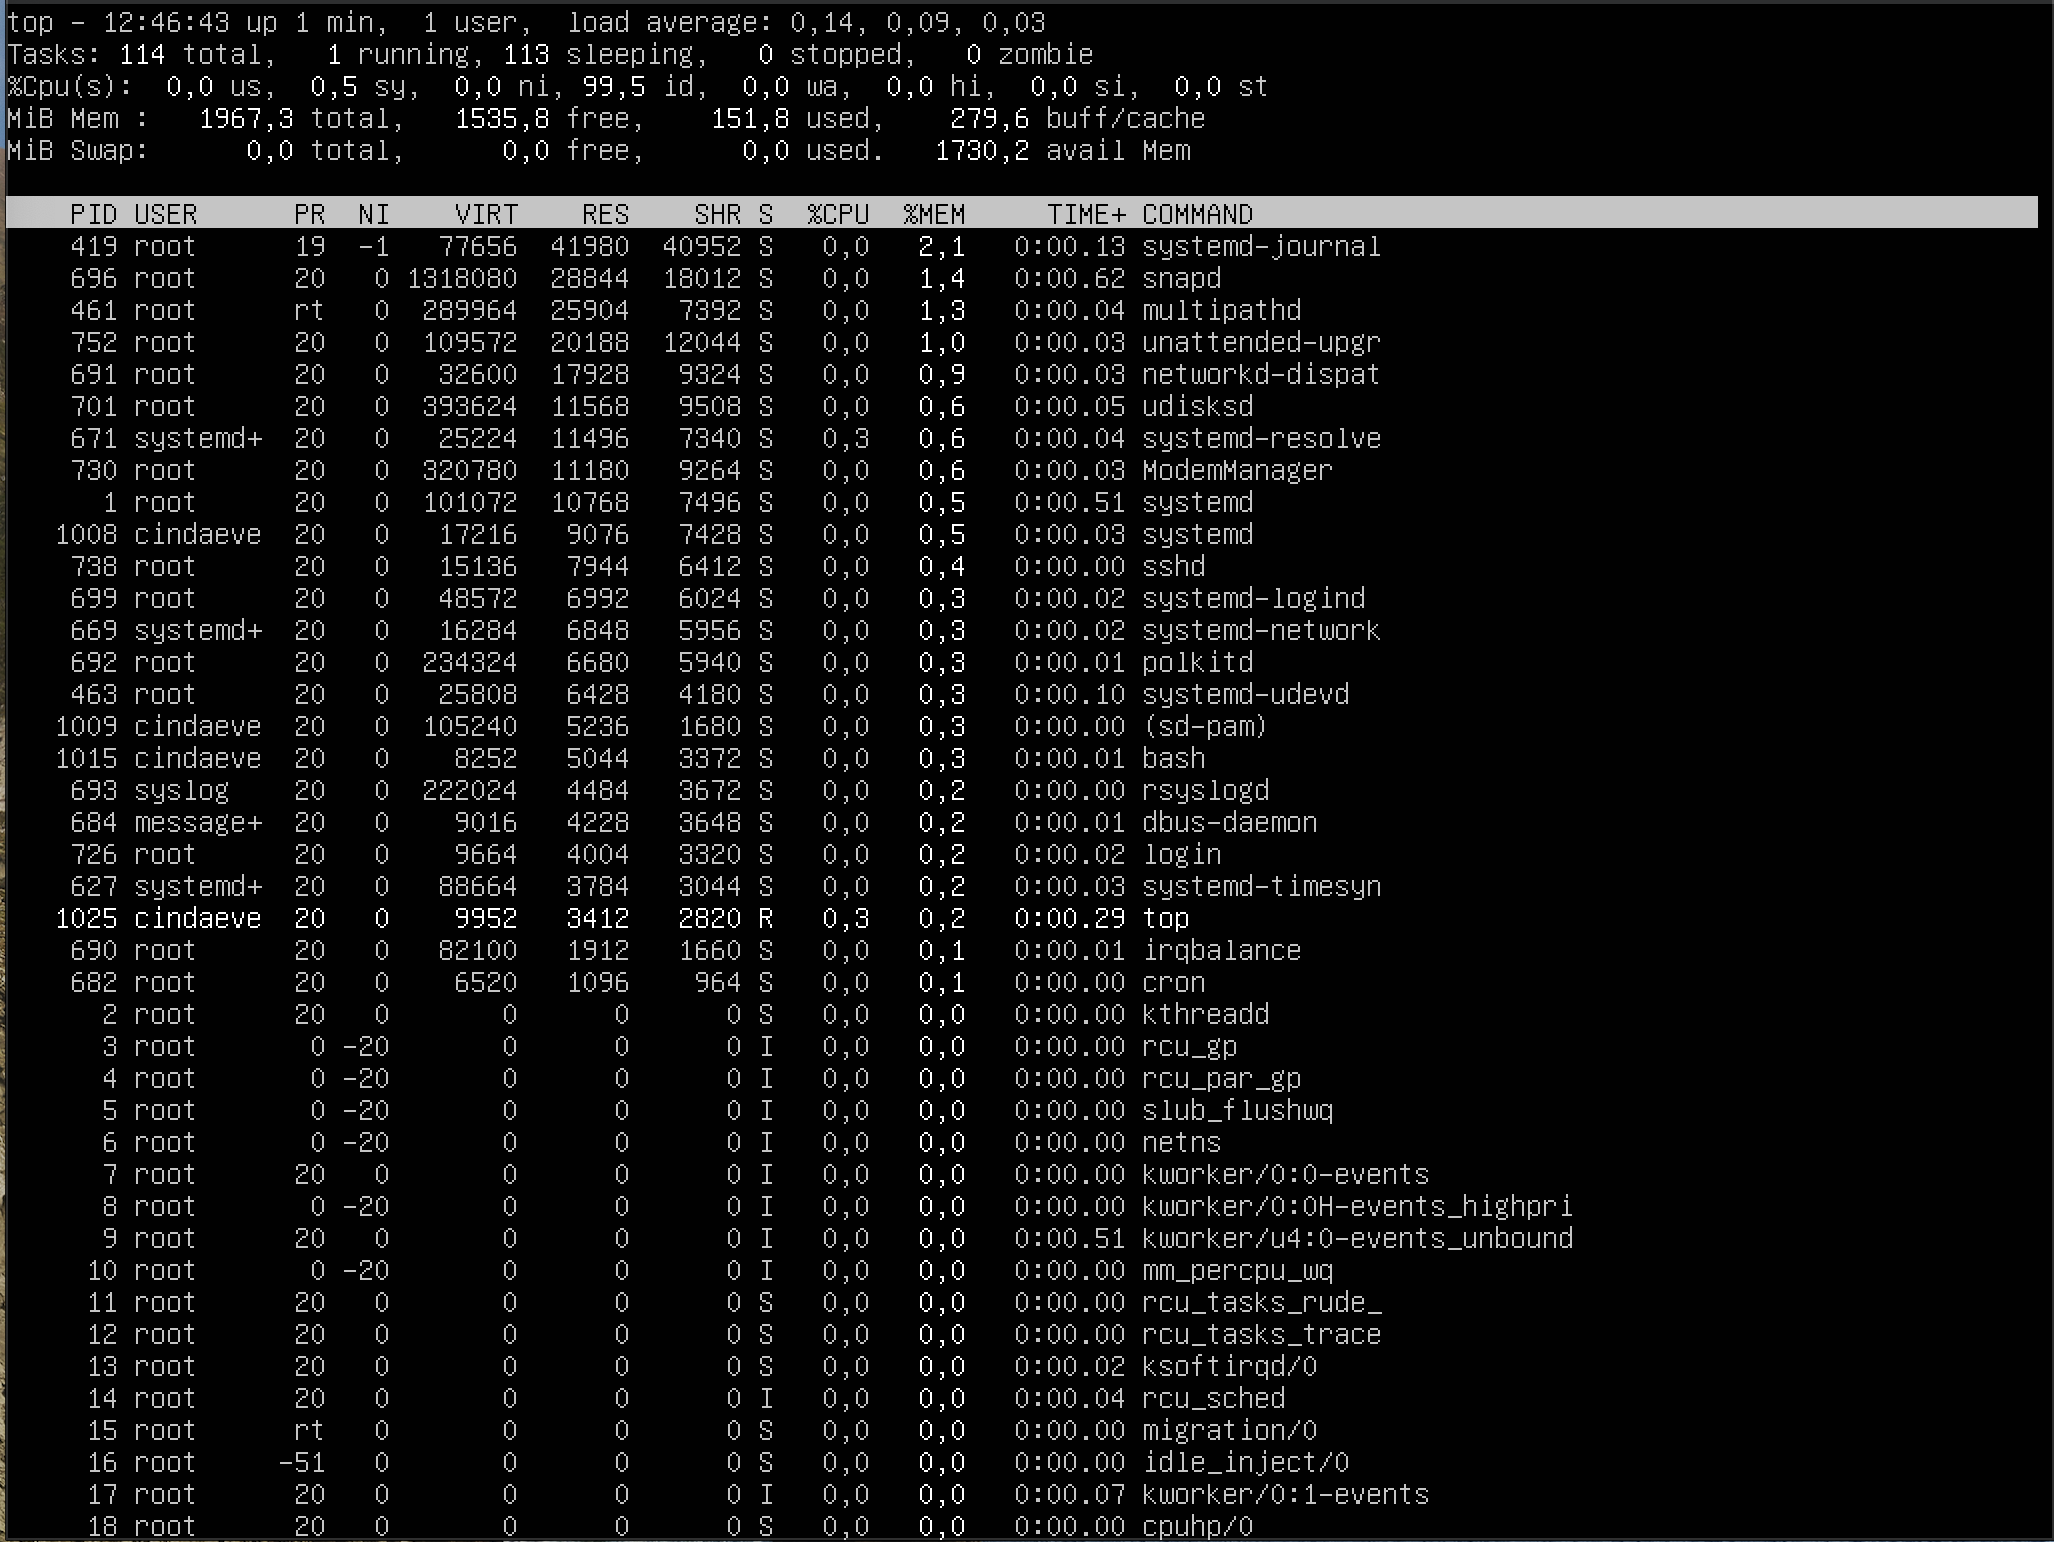 top - 12:46:43 up 1 min,  1 user,  load average: 0,14, 0,09, 0,03
Tasks: 114 total,   1 running, 113 sleeping,   0 stopped,   0 zombie
%Cpu(s):  0,0 us,  0,5 sy,  0,0 ni, 99,5 id,  0,0 wa,  0,0 hi,  0,0 si,  0,0 st
MiB Mem :   1967,3 total,   1535,8 free,    151,8 used,    279,6 buff/cache
MiB Swap:      0,0 total,      0,0 free,      0,0 used.   1730,2 avail Mem
PID USER PR NI VIRT RES SHR S %CPU %MEM TIME+ COMMAND
419 root 19 -1 77656 41980 40952 S 0,0 2,1 0:00.13 systemd-journal
696 root 20 0 1318080 28844 18012 S 0,0 1,4 0:00.62 snapd
461 root rt 0 289964 25904 7392 S 0,0 1,3 0:00.04 multipathd
752 root 20 0 109572 20188 12044 S 0,0 1,0 0:00.03 unattended-upgr
691 root 20 0 32600 17928 9324 S 0,0 0,9 0:00.03 networkd-dispat
701 root 20 0 393624 11568 9508 S 0,0 0,6 0:00.05 udisksd
671 systemd+ 20 0 25224 11496 7340 S 0,3 0,6 0:00.04 systemd-resolve
730 root 20 0 320780 11180 9264 S 0,0 0,6 0:00.03 ModemManager
1 root 20 0 101072 10768 7496 S 0,0 0,5 0:00.51 systemd
1008 cindaeve 20 0 17216 9076 7428 S 0,0 0,5 0:00.03 systemd
738 root 20 0 15136 7944 6412 S 0,0 0,4 0:00.00 sshd
699 root 20 0 48572 6992 6024 S 0,0 0,3 0:00.02 systemd-logind
669 systemd+ 20 0 16284 6848 5956 S 0,0 0,3 0:00.02 systemd-network
692 root 20 0 234324 6680 5940 S 0,0 0,3 0:00.01 polkitd
463 root 20 0 25808 6428 4180 S 0,0 0,3 0:00.10 systemd-udevd
1009 cindaeve 20 0 105240 5236 1680 S 0,0 0,3 0:00.00 (sd-pam)
1015 cindaeve 20 0 8252 5044 3372 S 0,0 0,3 0:00.01 bash
693 syslog 20 0 222024 4484 3672 S 0,0 0,2 0:00.00 rsyslogd
684 message+ 20 0 9016 4228 3648 S 0,0 0,2 0:00.01 dbus-daemon
726 root 20 0 9664 4004 3320 S 0,0 0,2 0:00.02 login
627 systemd+ 20 0 88664 3784 3044 S 0,0 0,2 0:00.03 systemd-timesyn
1025 cindaeve 20 0 9952 3412 2820 R 0,3 0,2 0:00.29 top
690 root 20 0 82100 1912 1660 S 0,0 0,1 0:00.01 irqbalance
682 root 20 0 6520 1096 964 S 0,0 0,1 0:00.00 cron
2 root 20 0 0 0 0 S 0,0 0,0 0:00.00 kthreadd
3 root 0 -20 0 0 0 I 0,0 0,0 0:00.00 rcu_gp
4 root 0 -20 0 0 0 I 0,0 0,0 0:00.00 rcu_par_gp
5 root 0 -20 0 0 0 I 0,0 0,0 0:00.00 slub_flushwq
6 root 0 -20 0 0 0 I 0,0 0,0 0:00.00 netns
7 root 20 0 0 0 0 I 0,0 0,0 0:00.00 kworker/0:0-events
8 root 0 -20 0 0 0 I 0,0 0,0 0:00.00 kworker/0:0H-events_highpri
9 root 20 0 0 0 0 I 0,0 0,0 0:00.51 kworker/u4:0-events_unbound
10 root 0 -20 0 0 0 I 0,0 0,0 0:00.00 mm_percpu_wq
11 root 20 0 0 0 0 S 0,0 0,0 0:00.00 rcu_tasks_rude_
12 root 20 0 0 0 0 S 0,0 0,0 0:00.00 rcu_tasks_trace
13 root 20 0 0 0 0 S 0,0 0,0 0:00.02 ksoftirqd/0
14 root 20 0 0 0 0 I 0,0 0,0 0:00.04 rcu_sched
15 root rt 0 0 0 0 S 0,0 0,0 0:00.00 migration/0
16 root -51 0 0 0 0 S 0,0 0,0 0:00.00 idle_inject/0
17 root 20 0 0 0 0 I 0,0 0,0 0:00.07 kworker/0:1-events
18 root 20 0 0 0 0 S 0,0 0,0 0:00.00 cpuhp/0